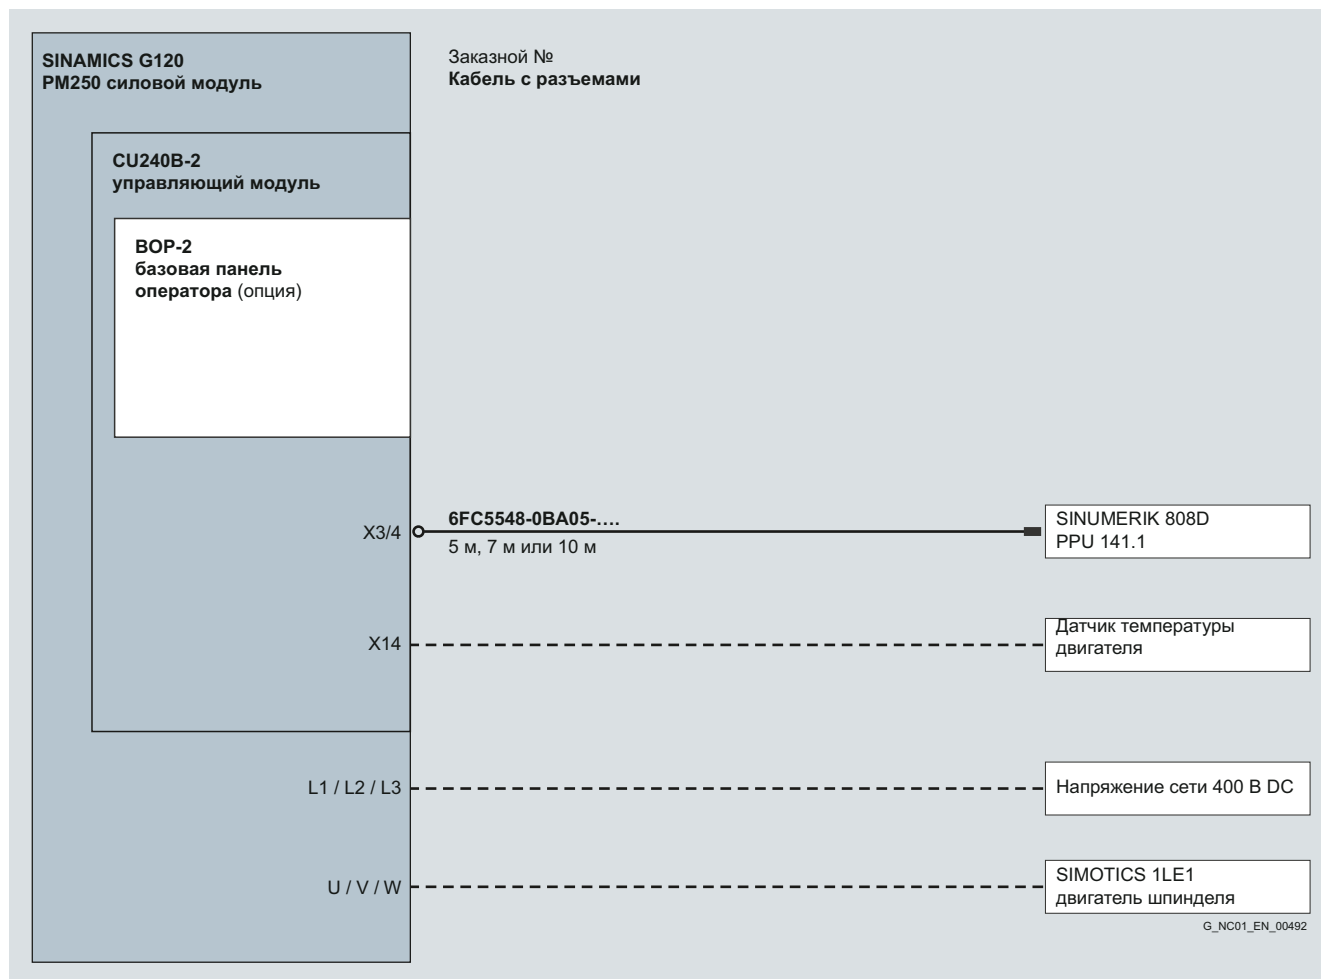 SINAMICS G120
PM250 силовой модуль
Заказной №
Кабель с разъемами
CU240B-2
управляющий модуль
BOP-2
базовая панель
оператора (опция)
X3/4
6FC5548-0BA05-....
5 м, 7 м или 10 м
SINUMERIK 808D
PPU 141.1
X14
Датчик температуры
двигателя
L1 / L2 / L3
Напряжение сети 400 В DC
U / V / W
SIMOTICS 1LE1
двигатель шпинделя
G_NC01_EN_00492